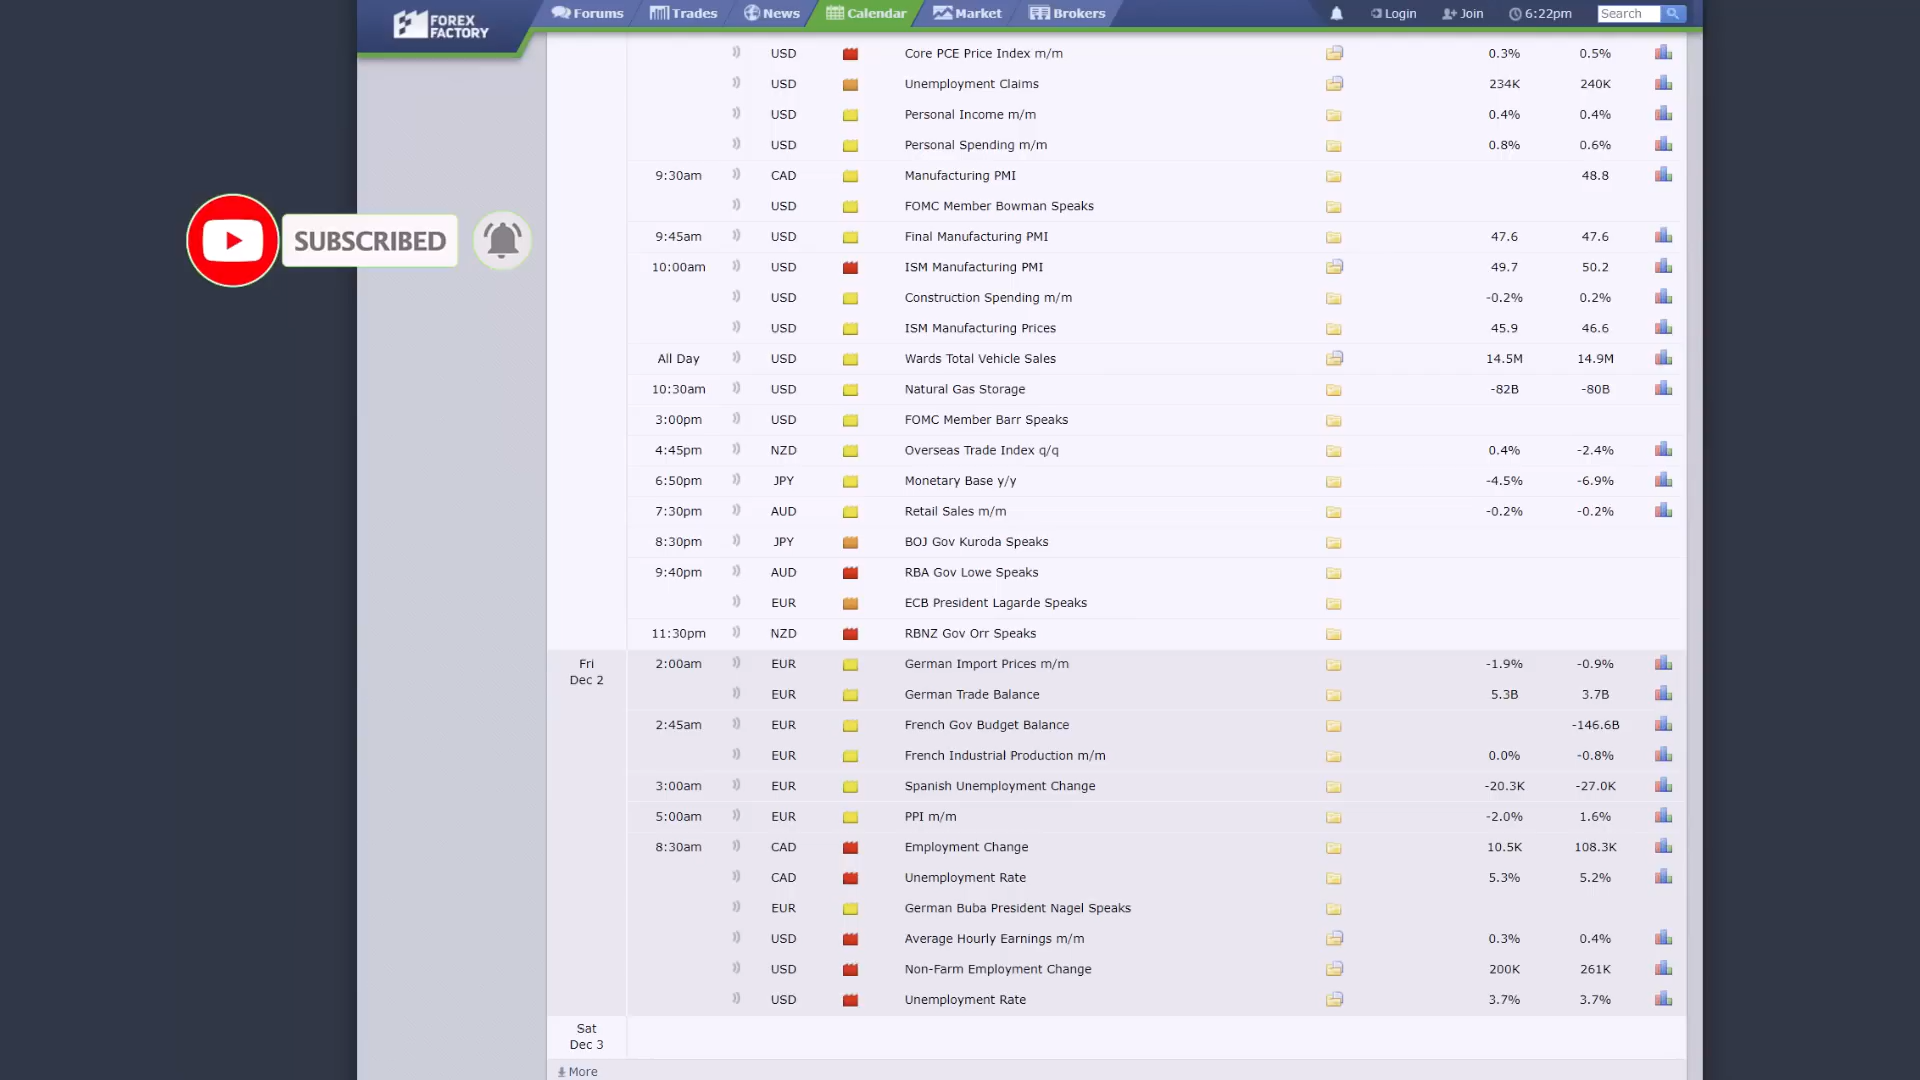 FOREX FACTORY Forums Trades News Calendar Market Brokers Login Join 6:22pm Search
USD Core PCE Price Index m/m 0.3% 0.5%
USD Unemployment Claims 234K 240K
USD Personal Income m/m 0.4% 0.4%
USD Personal Spending m/m 0.8% 0.6%
9:30am CAD Manufacturing PMI 48.8
USD FOMC Member Bowman Speaks
SUBSCRIBED
9:45am USD Final Manufacturing PMI 47.6 47.6
10:00am USD ISM Manufacturing PMI 49.7 50.2
USD Construction Spending m/m -0.2% 0.2%
USD ISM Manufacturing Prices 45.9 46.6
All Day USD Wards Total Vehicle Sales 14.5M 14.9M
10:30am USD Natural Gas Storage -82B -80B
3:00pm USD FOMC Member Barr Speaks
4:45pm NZD Overseas Trade Index q/q 0.4% -2.4%
6:50pm JPY Monetary Base y/y -4.5% -6.9%
7:30pm AUD Retail Sales m/m -0.2% -0.2%
8:30pm JPY BOJ Gov Kuroda Speaks
9:40pm AUD RBA Gov Lowe Speaks
EUR ECB President Lagarde Speaks
11:30pm NZD RBNZ Gov Orr Speaks
Fri Dec 2 2:00am EUR German Import Prices m/m -1.9% -0.9%
EUR German Trade Balance 5.3B 3.7B
2:45am EUR French Gov Budget Balance -146.6B
EUR French Industrial Production m/m 0.0% -0.8%
3:00am EUR Spanish Unemployment Change -20.3K -27.0K
5:00am EUR PPI m/m -2.0% 1.6%
8:30am CAD Employment Change 10.5K 108.3K
CAD Unemployment Rate 5.3% 5.2%
EUR German Buba President Nagel Speaks
USD Average Hourly Earnings m/m 0.3% 0.4%
USD Non-Farm Employment Change 200K 261K
USD Unemployment Rate 3.7% 3.7%
Sat Dec 3
More